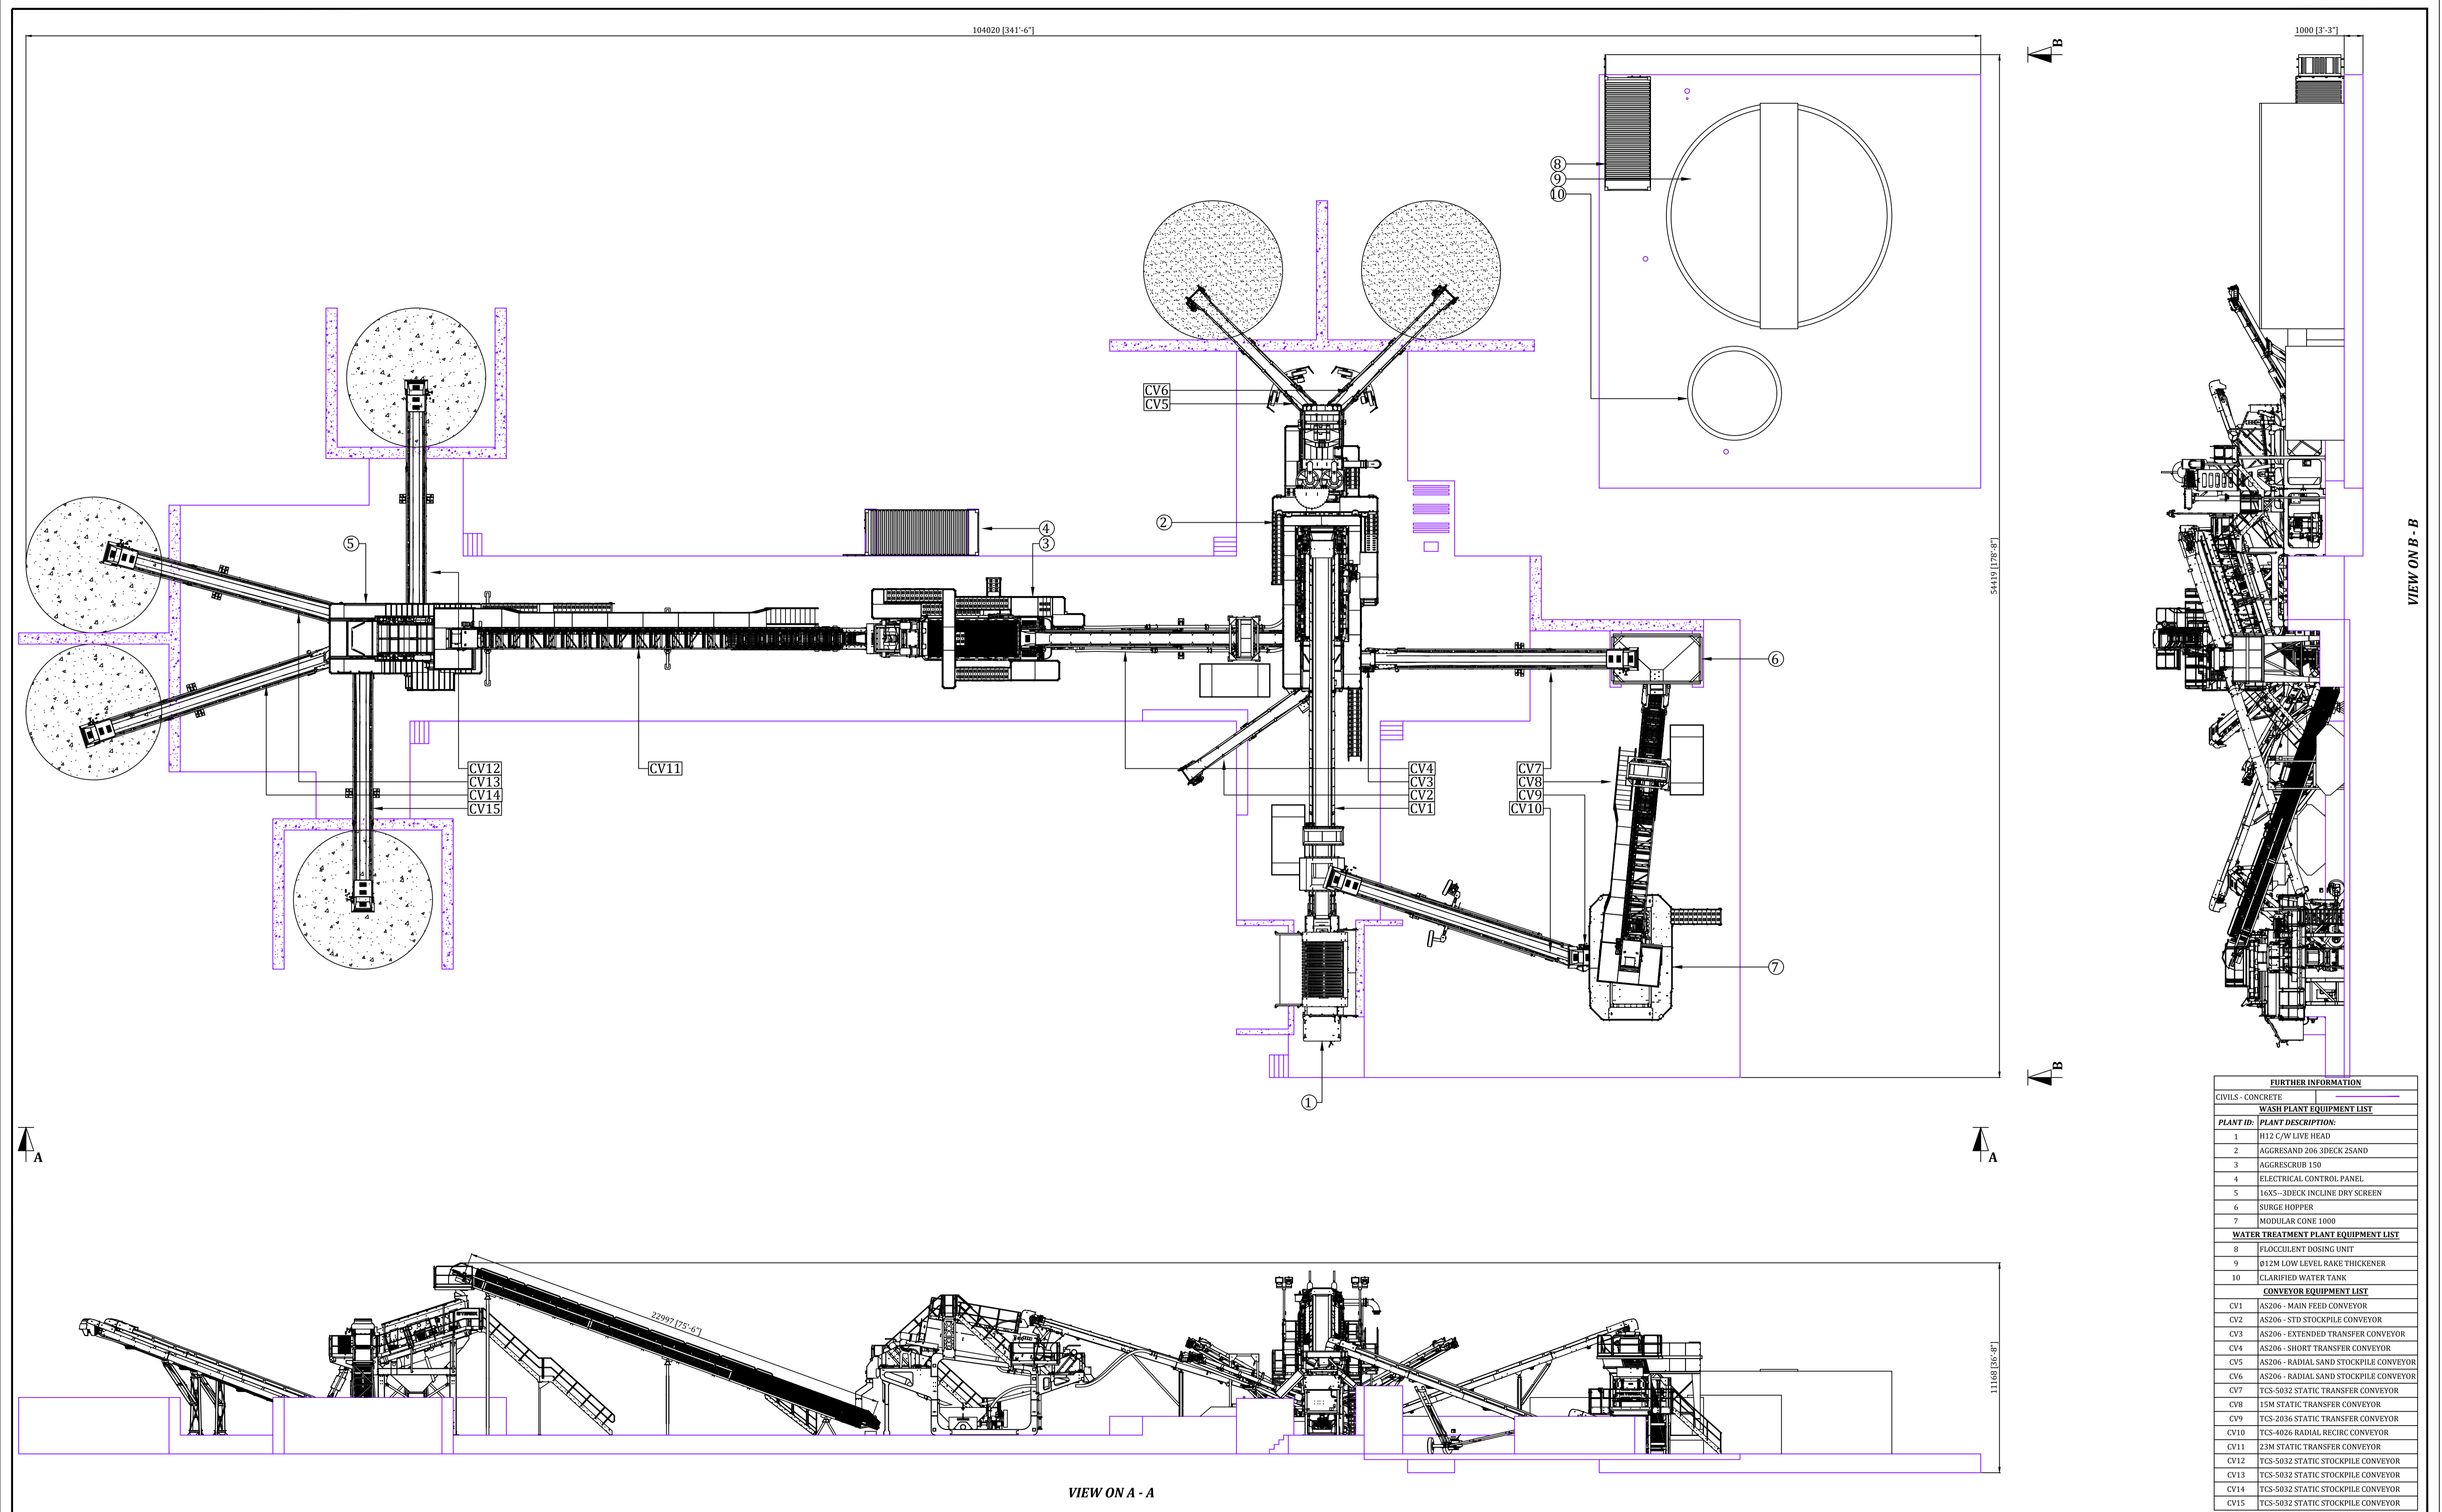 104020 [341'-6"]
1000 [3'-3"]
B
8
9
10
CV6
CV5
2
4
3
5
54419 [178'-8"]
VIEW ON B - B
6
CV12
CV13
CV14
CV15
CV11
CV4
CV3
CV2
CV1
CV7
CV8
CV9
CV10
7
B
1
A
A
22997 [75'-6"]
TEREX
11168 [36'-8"]
VIEW ON A - A
FURTHER INFORMATION
CIVILS - CONCRETE
WASH PLANT EQUIPMENT LIST
PLANT ID: PLANT DESCRIPTION:
1 H12 C/W LIVE HEAD
2 AGGRESAND 206 3DECK 2SAND
3 AGGRESCRUB 150
4 ELECTRICAL CONTROL PANEL
5 16X5--3DECK INCLINE DRY SCREEN
6 SURGE HOPPER
7 MODULAR CONE 1000
WATER TREATMENT PLANT EQUIPMENT LIST
8 FLOCCULENT DOSING UNIT
9 Ø12M LOW LEVEL RAKE THICKENER
10 CLARIFIED WATER TANK
CONVEYOR EQUIPMENT LIST
CV1 AS206 - MAIN FEED CONVEYOR
CV2 AS206 - STD STOCKPILE CONVEYOR
CV3 AS206 - EXTENDED TRANSFER CONVEYOR
CV4 AS206 - SHORT TRANSFER CONVEYOR
CV5 AS206 - RADIAL SAND STOCKPILE CONVEYOR
CV6 AS206 - RADIAL SAND STOCKPILE CONVEYOR
CV7 TCS-5032 STATIC TRANSFER CONVEYOR
CV8 15M STATIC TRANSFER CONVEYOR
CV9 TCS-2036 STATIC TRANSFER CONVEYOR
CV10 TCS-4026 RADIAL RECIRC CONVEYOR
CV11 23M STATIC TRANSFER CONVEYOR
CV12 TCS-5032 STATIC STOCKPILE CONVEYOR
CV13 TCS-5032 STATIC STOCKPILE CONVEYOR
CV14 TCS-5032 STATIC STOCKPILE CONVEYOR
CV15 TCS-5032 STATIC STOCKPILE CONVEYOR